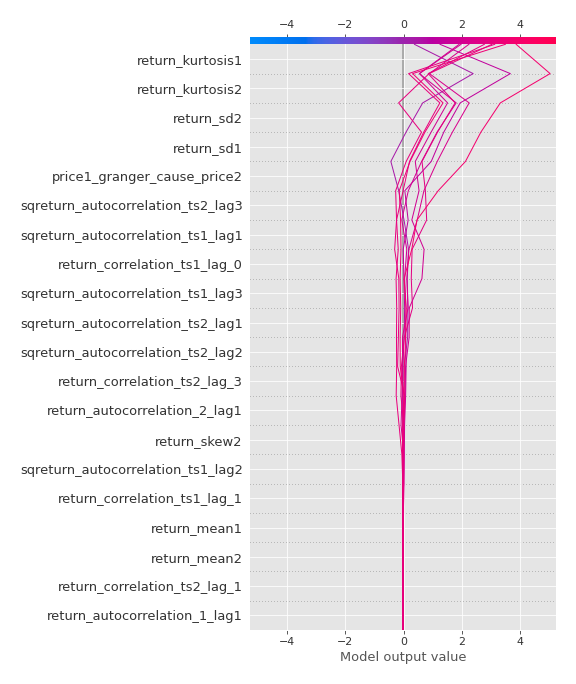 −4 −2 0 2 4
return_kurtosis1
return_kurtosis2
return_sd2
return_sd1
price1_granger_cause_price2
sqreturn_autocorrelation_ts2_lag3
sqreturn_autocorrelation_ts1_lag1
return_correlation_ts1_lag_0
sqreturn_autocorrelation_ts1_lag3
sqreturn_autocorrelation_ts2_lag1
sqreturn_autocorrelation_ts2_lag2
return_correlation_ts2_lag_3
return_autocorrelation_2_lag1
return_skew2
sqreturn_autocorrelation_ts1_lag2
return_correlation_ts1_lag_1
return_mean1
return_mean2
return_correlation_ts2_lag_1
return_autocorrelation_1_lag1
−4 −2 0 2 4
Model output value